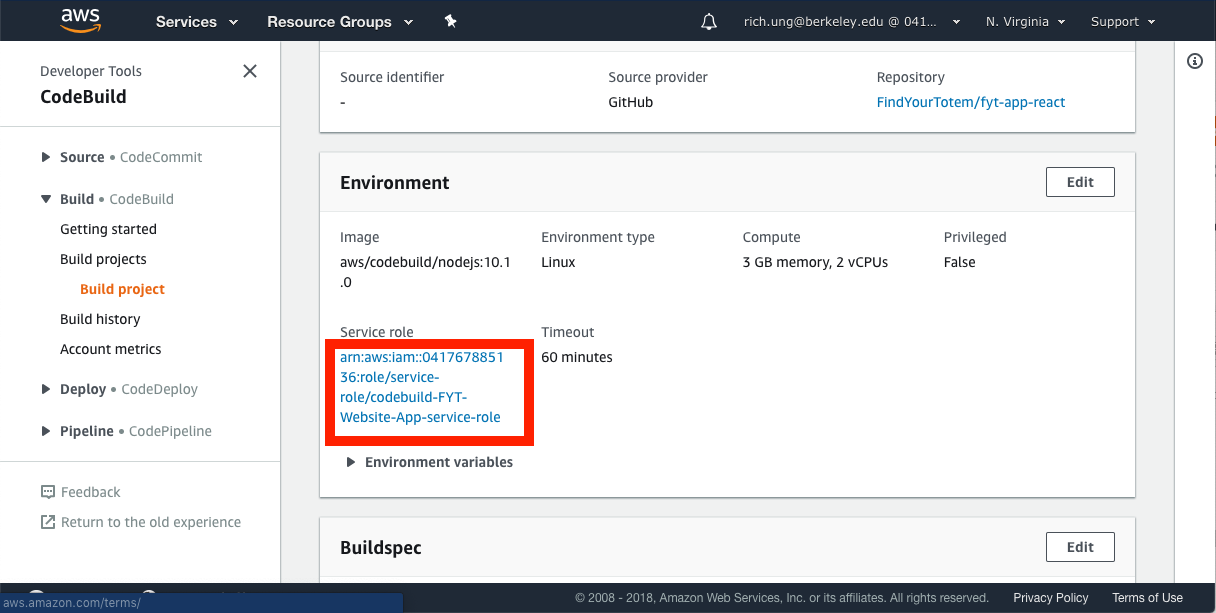 aws
Services
Resource Groups
rich.ung@berkeley.edu @ 041...
N. Virginia
Support
Developer Tools
CodeBuild
Source • CodeCommit
Build • CodeBuild
Getting started
Build projects
Build project
Build history
Account metrics
Deploy • CodeDeploy
Pipeline • CodePipeline
Feedback
Return to the old experience
Source identifier
-
Source provider
GitHub
Repository
FindYourTotem/fyt-app-react
Environment
Edit
Image
aws/codebuild/nodejs:10.1
.0
Environment type
Linux
Compute
3 GB memory, 2 vCPUs
Privileged
False
Service role
arn:aws:iam::0417678851
36:role/service-
role/codebuild-FYT-
Website-App-service-role
Timeout
60 minutes
Environment variables
Buildspec
Edit
aws.amazon.com/terms/
© 2008 - 2018, Amazon Web Services, Inc. or its affiliates. All rights reserved.
Privacy Policy
Terms of Use